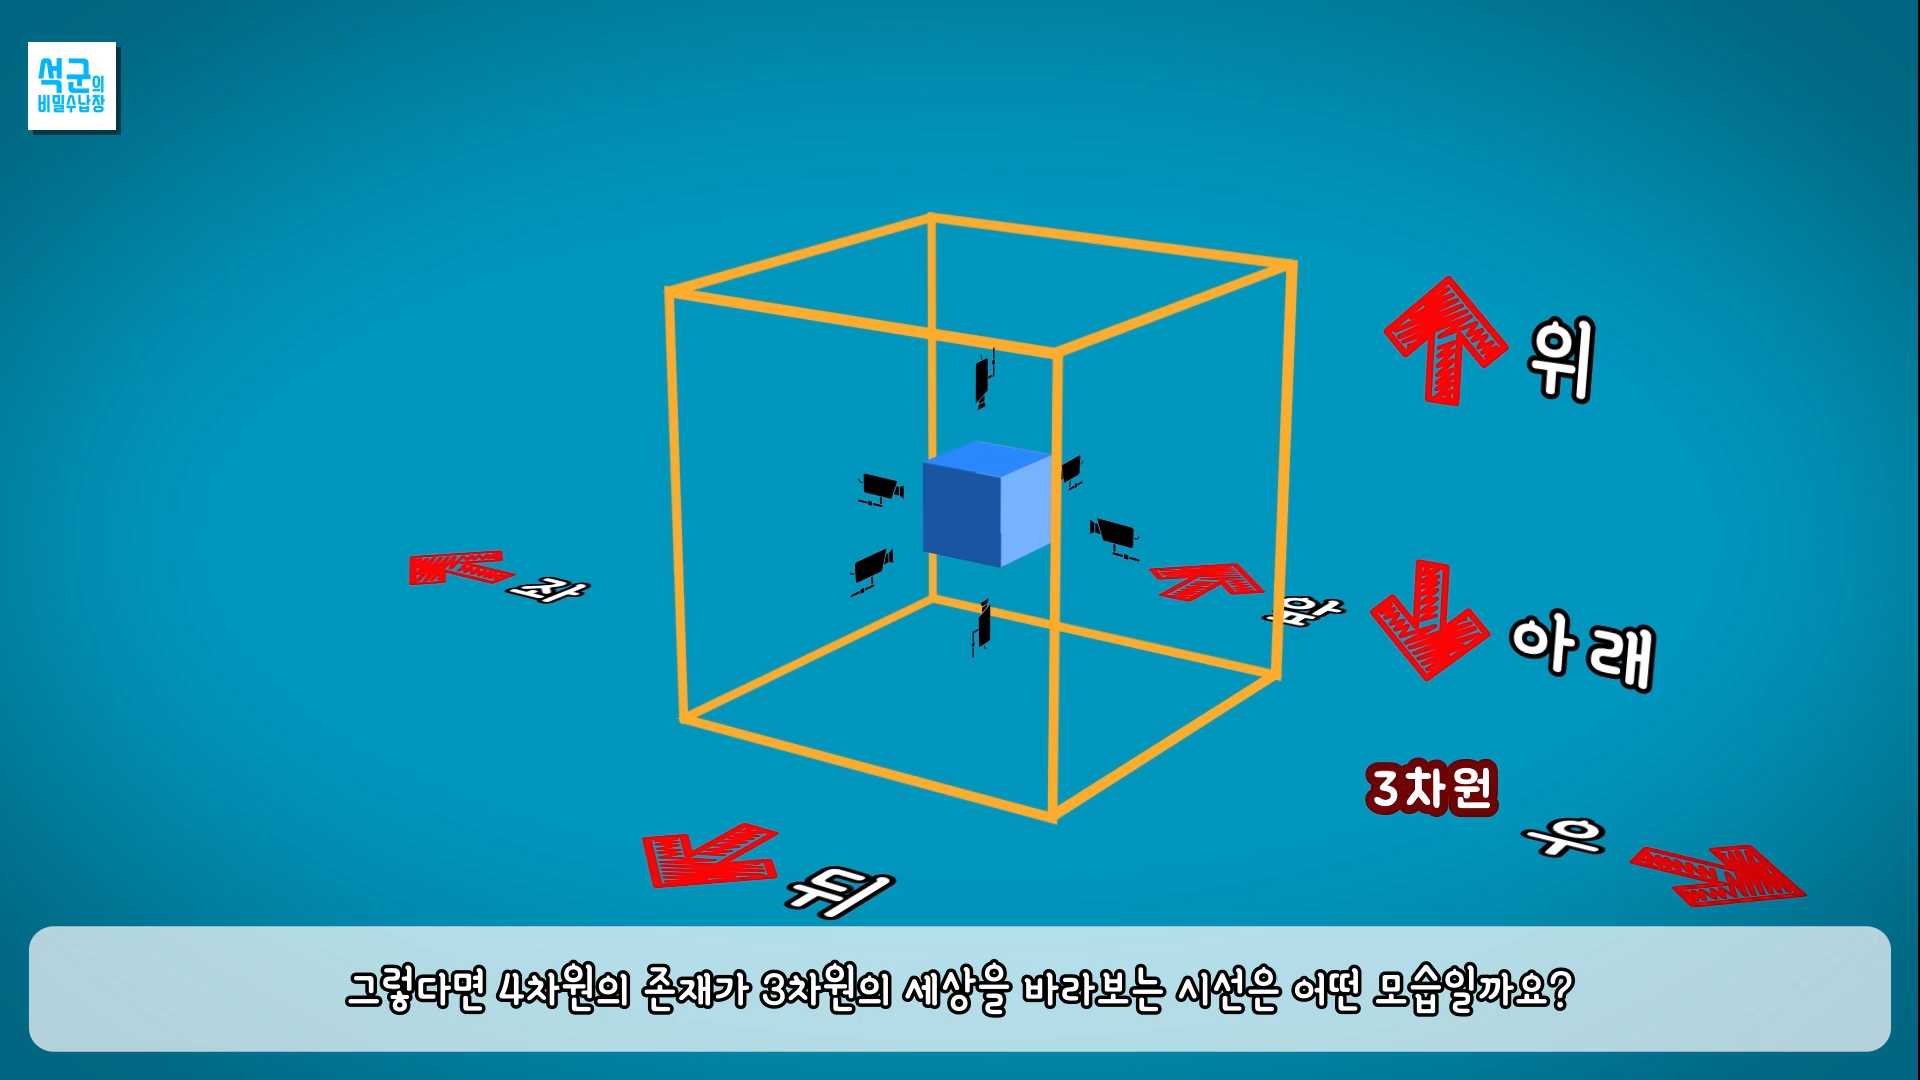 석군의
비밀수납장
위
좌
앞
아래
3차원
우
뒤
그렇다면 4차원의 존재가 3차원의 세상을 바라보는 시선은 어떤 모습일까요?